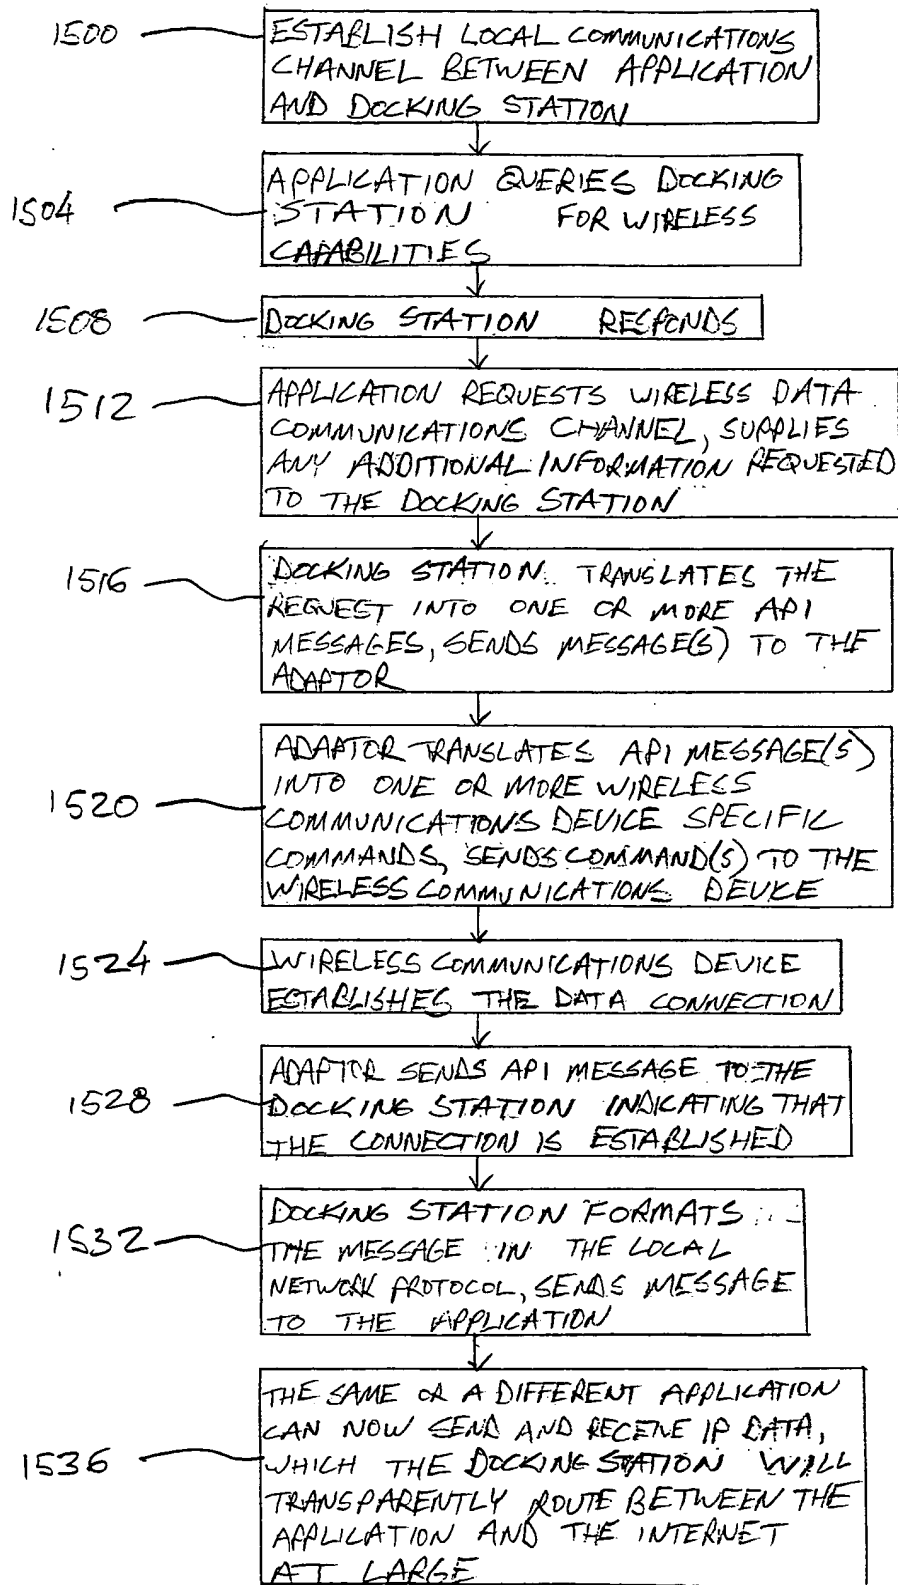 1500
ESTABLISH LOCAL COMMUNICATIONS
CHANNEL BETWEEN APPLICATION
AND DOCKING STATION
1504
APPLICATION QUERIES DOCKING
STATION FOR WIRELESS
CAPABILITIES
1508
DOCKING STATION RESPONDS
1512
APPLICATION REQUESTS WIRELESS DATA
COMMUNICATIONS CHANNEL, SUPPLIES
ANY ADDITIONAL INFORMATION REQUESTED
TO THE DOCKING STATION
1516
DOCKING STATION TRANSLATES THE
REQUEST INTO ONE OR MORE API
MESSAGES, SENDS MESSAGE(S) TO THE
ADAPTOR
1520
ADAPTOR TRANSLATES API MESSAGE(S)
INTO ONE OR MORE WIRELESS
COMMUNICATIONS DEVICE SPECIFIC
COMMANDS, SENDS COMMAND(S) TO THE
WIRELESS COMMUNICATIONS DEVICE
1524
WIRELESS COMMUNICATIONS DEVICE
ESTABLISHES THE DATA CONNECTION
1528
ADAPTOR SENDS API MESSAGE TO THE
DOCKING STATION INDICATING THAT
THE CONNECTION IS ESTABLISHED
1532
DOCKING STATION FORMATS
THE MESSAGE IN THE LOCAL
NETWORK PROTOCOL, SENDS MESSAGE
TO THE APPLICATION
1536
THE SAME OR A DIFFERENT APPLICATION
CAN NOW SEND AND RECEIVE IP DATA,
WHICH THE DOCKING STATION WILL
TRANSPARENTLY ROUTE BETWEEN THE
APPLICATION AND THE INTERNET
AT LARGE